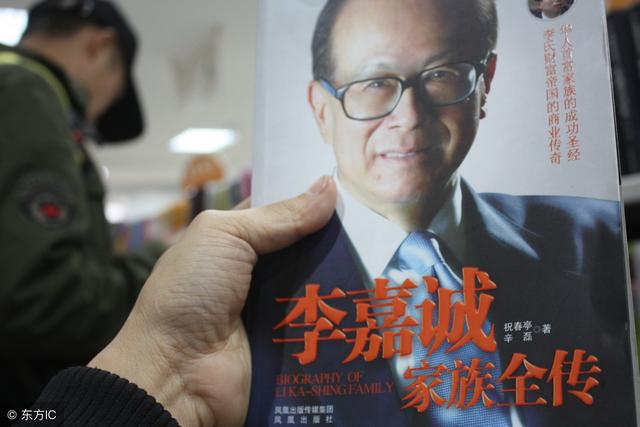 华人首富家族的成功圣经
李氏财富帝国的商业传奇
李嘉诚
祝春亭
辛磊
著
BIOGRAPHY OF
LI KA-SHING FAMILY
家族全传
凤凰出版传媒集团
凤凰出版社
© 东方IC